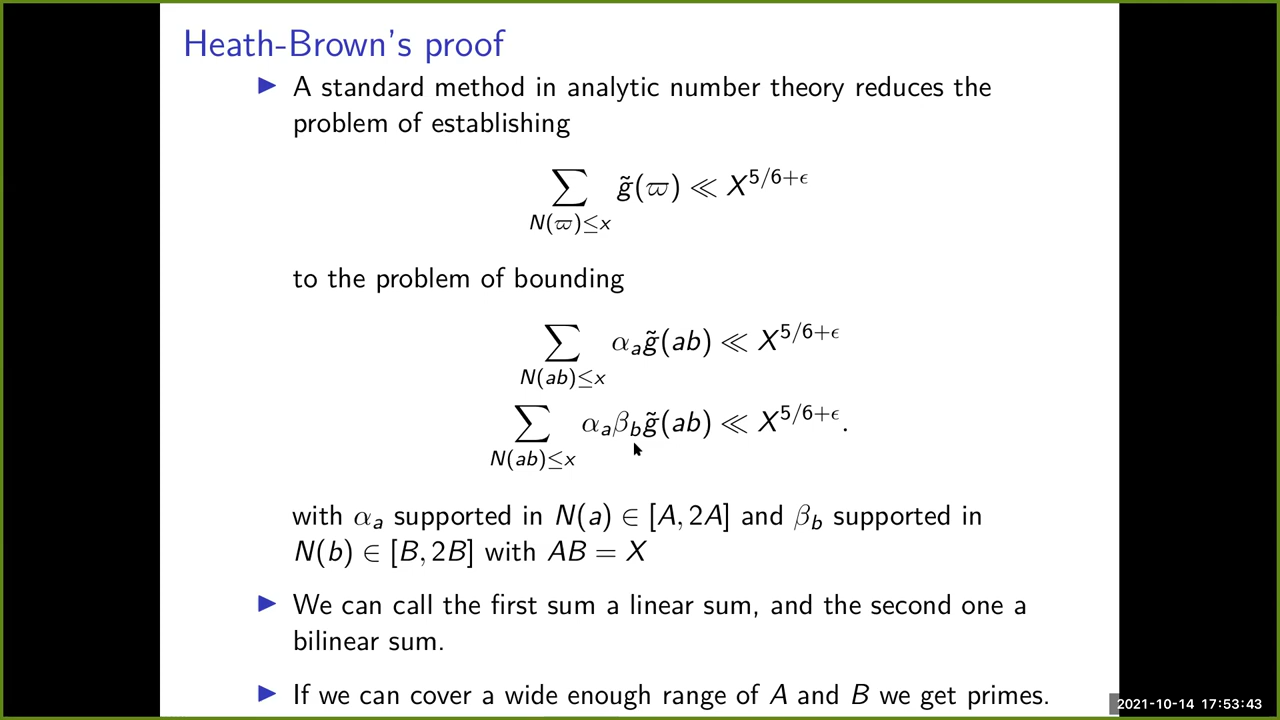 Heath-Brown's proof
▶ A standard method in analytic number theory reduces the
problem of establishing
∑_{N(ϖ)≤x} g̃(ϖ) ≪ X^{5/6+ϵ}
to the problem of bounding
∑_{N(ab)≤x} α_a g̃(ab) ≪ X^{5/6+ϵ}
∑_{N(ab)≤x} α_a β_b g̃(ab) ≪ X^{5/6+ϵ}.
with α_a supported in N(a) ∈ [A, 2A] and β_b supported in
N(b) ∈ [B, 2B] with AB = X
▶ We can call the first sum a linear sum, and the second one a
bilinear sum.
▶ If we can cover a wide enough range of A and B we get primes.
2021-10-14 17:53:43